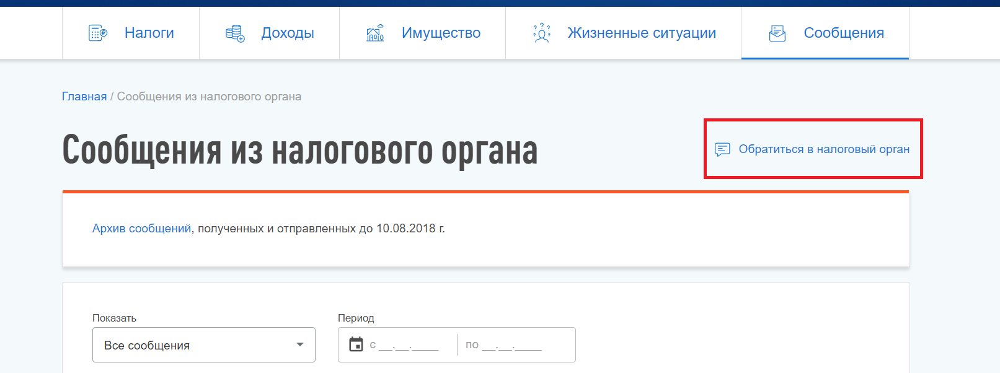 Налоги Доходы Имущество Жизненные ситуации Сообщения
Главная / Сообщения из налогового органа
Сообщения из налогового органа
Обратиться в налоговый орган
Архив сообщений, полученных и отправленных до 10.08.2018 г.
Показать Период
Все сообщения с __.__.____ по __.__.____